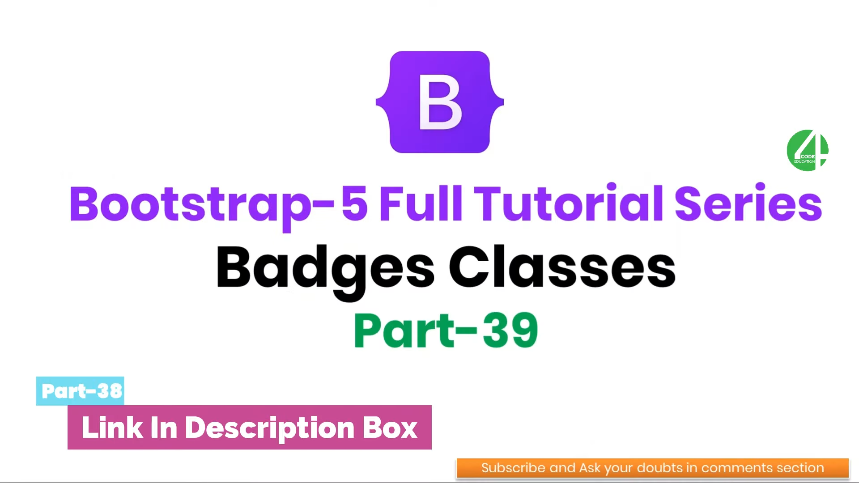 B
4
Bootstrap-5 Full Tutorial Series
Badges Classes
Part-39
Part-38
Link In Description Box
Subscribe and Ask your doubts in comments section